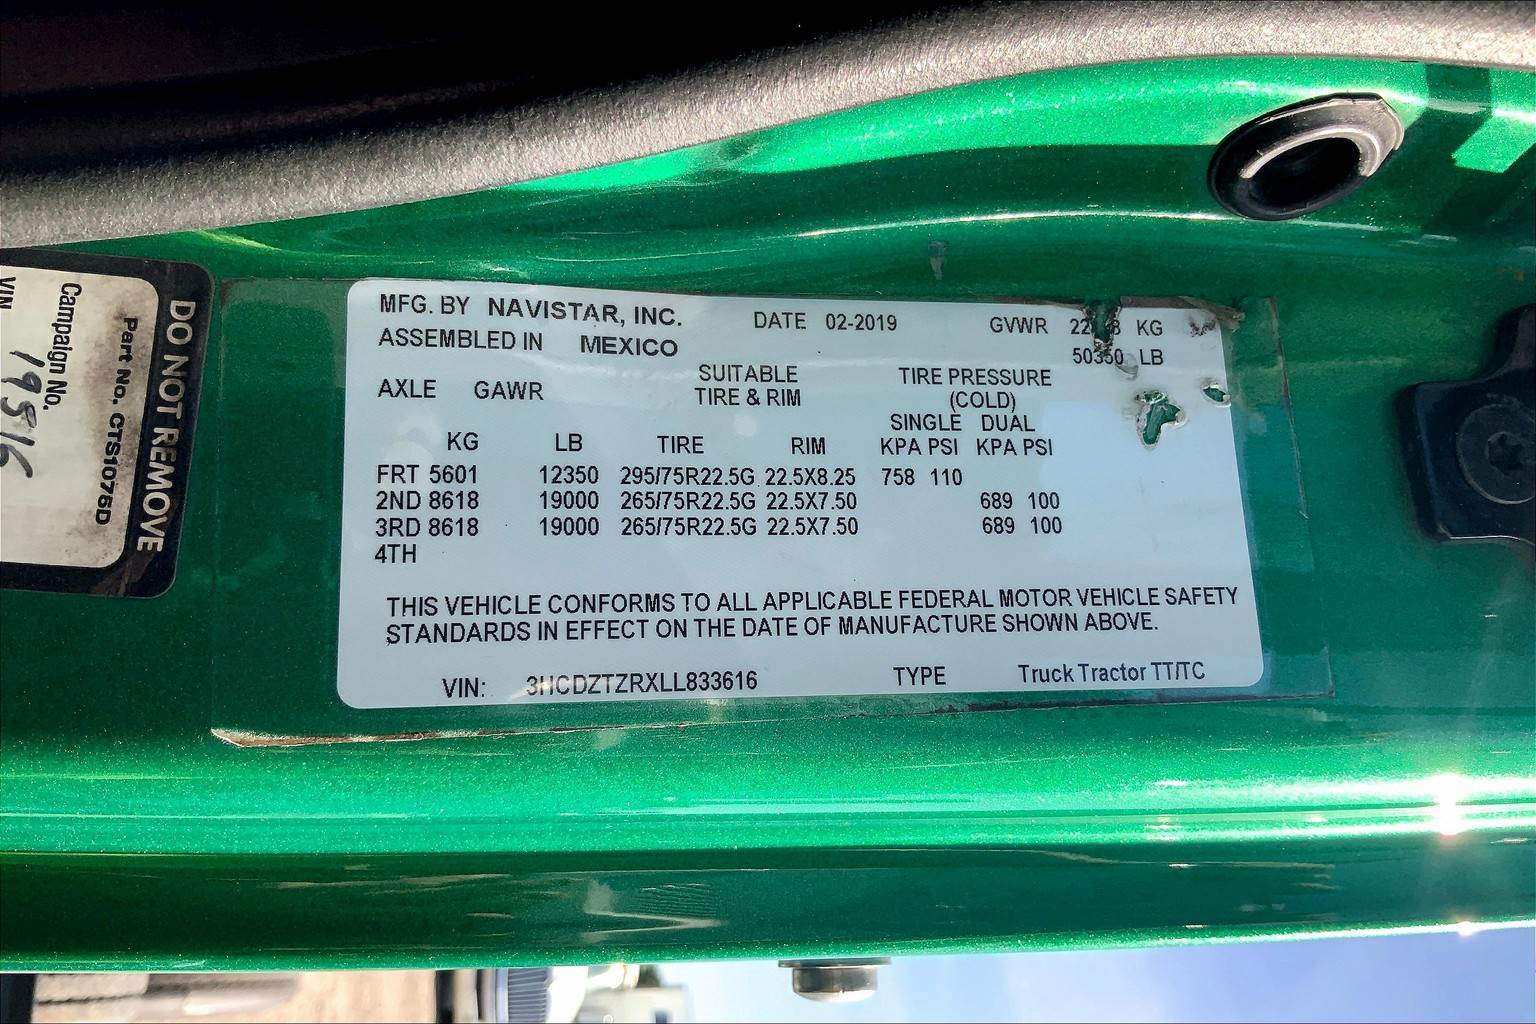 MFG. BY NAVISTAR, INC. DATE 02-2019 GVWR KG
ASSEMBLED IN MEXICO 50350 LB
AXLE GAWR SUITABLE TIRE & RIM TIRE PRESSURE (COLD)
SINGLE DUAL
KG LB TIRE RIM KPA PSI KPA PSI
FRT 5601 12350 295/75R22.5G 22.5X8.25 758 110
2ND 8618 19000 265/75R22.5G 22.5X7.50 689 100
3RD 8618 19000 265/75R22.5G 22.5X7.50 689 100
4TH
THIS VEHICLE CONFORMS TO ALL APPLICABLE FEDERAL MOTOR VEHICLE SAFETY
STANDARDS IN EFFECT ON THE DATE OF MANUFACTURE SHOWN ABOVE.
VIN: 3HCDZTZRXLL833616 TYPE Truck Tractor TT/TC
DO NOT REMOVE
Part No. CTS1075D
Campaign No.
19516
VIN